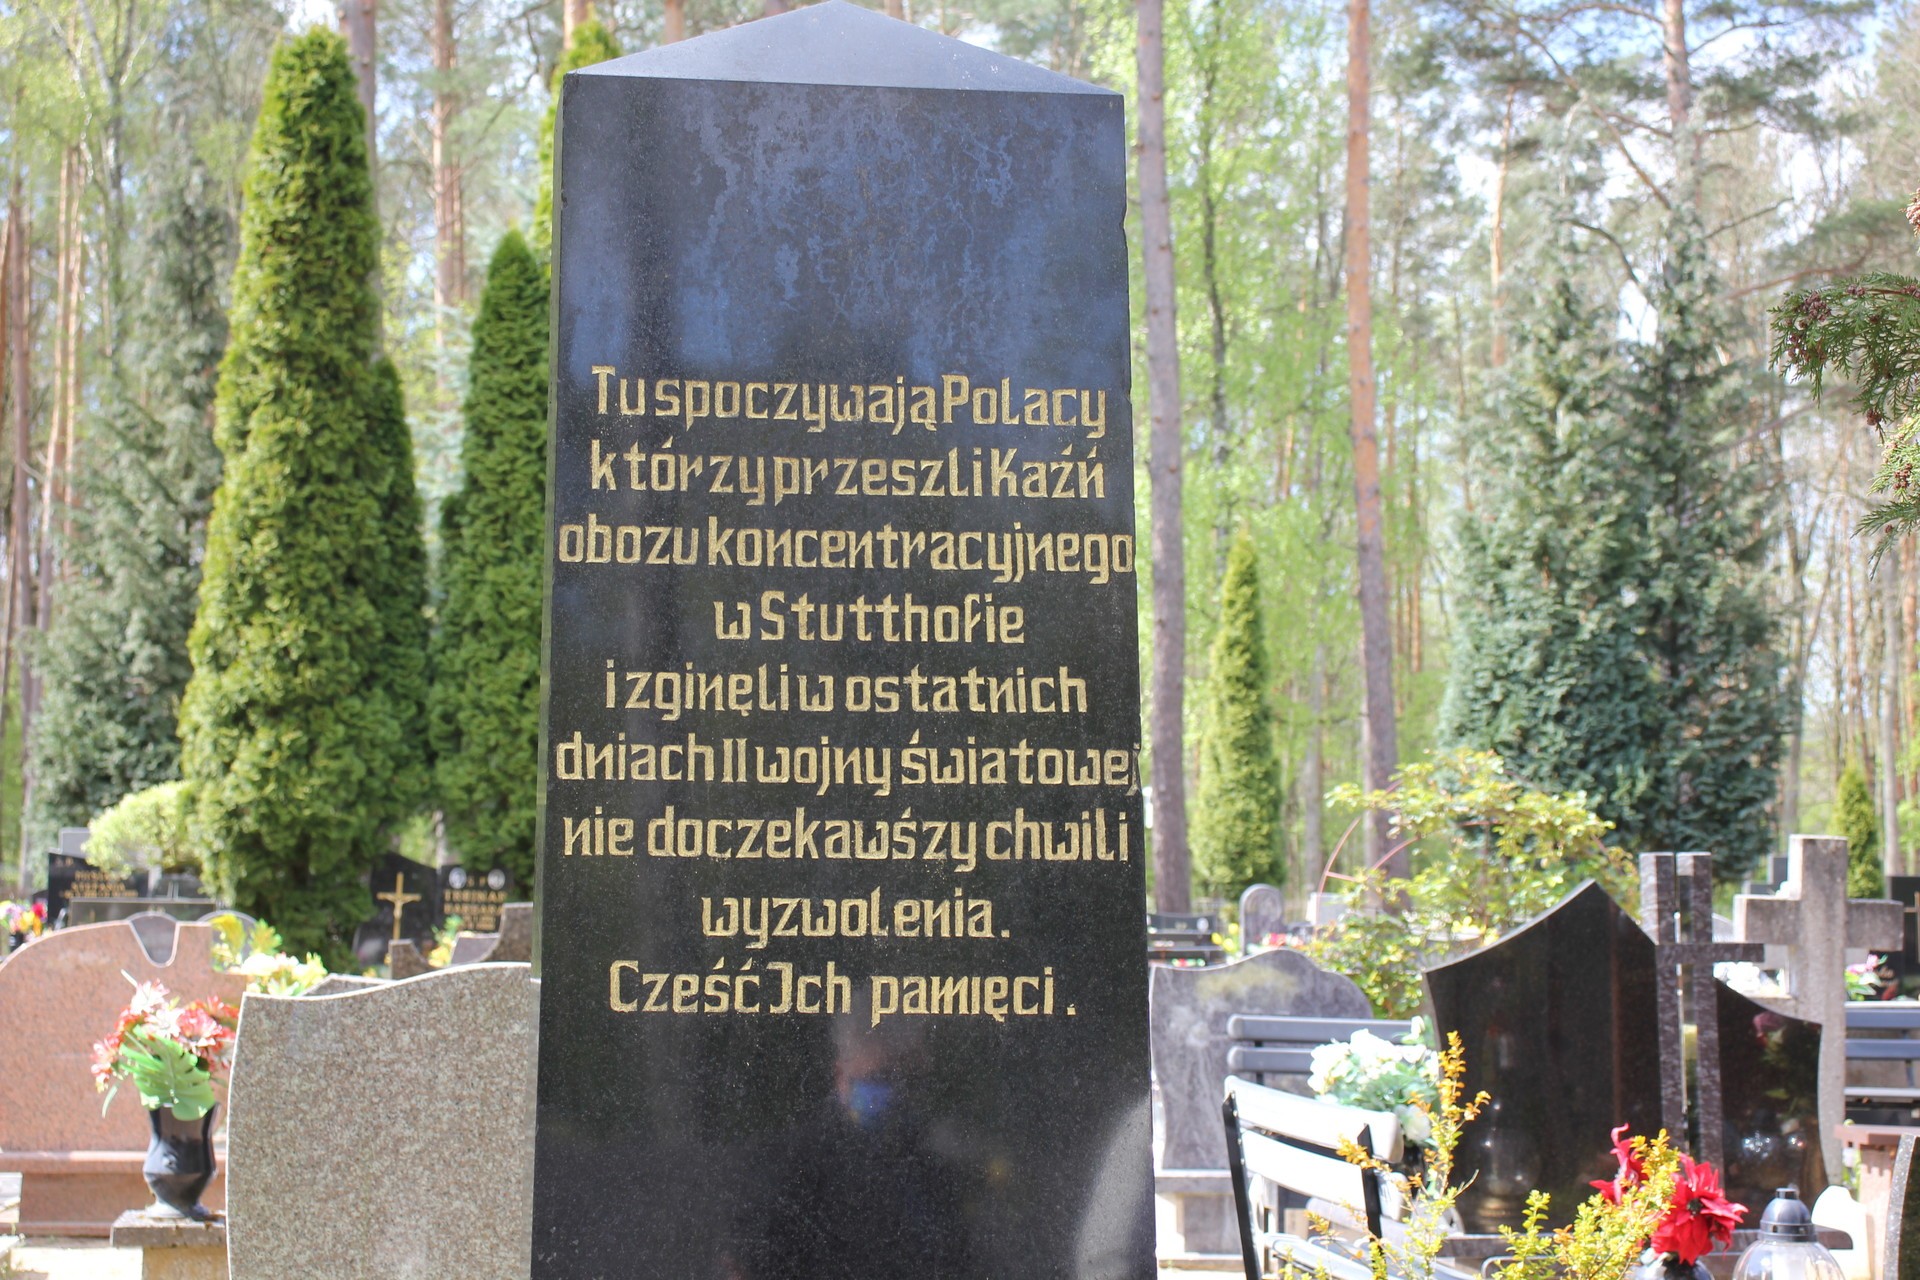 Tu spoczywają Polacy
którzy przeszli Kaźń
obozu koncentracyjnego
w Stutthofie
i zginęli w ostatnich
dniach II wojny światowej
nie doczekawśzy chwili
wyzwolenia.
Cześć Ich pamięci.